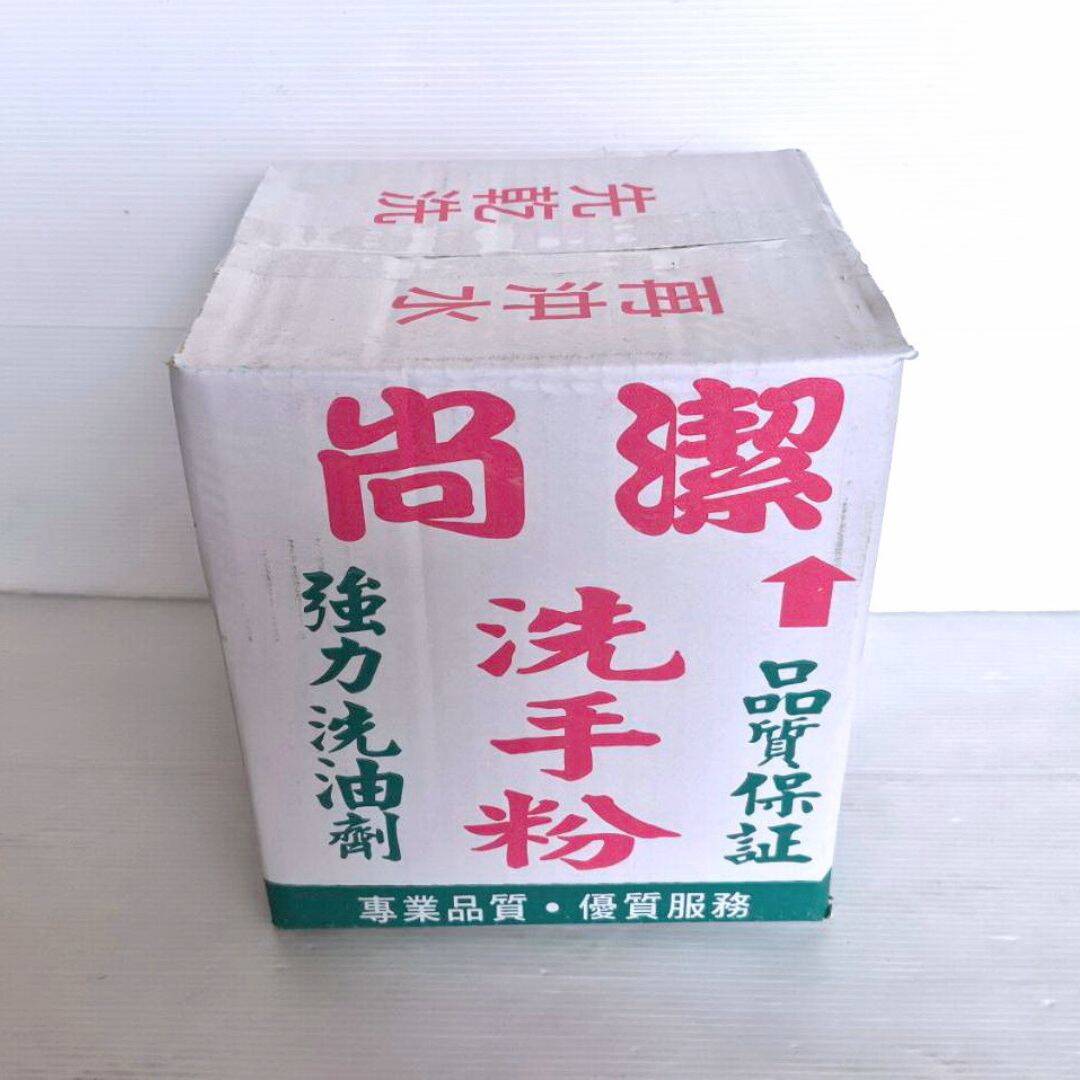 先乾洗
再沖水
尚潔
強力洗油劑
洗手粉
品質保証
專業品質・優質服務